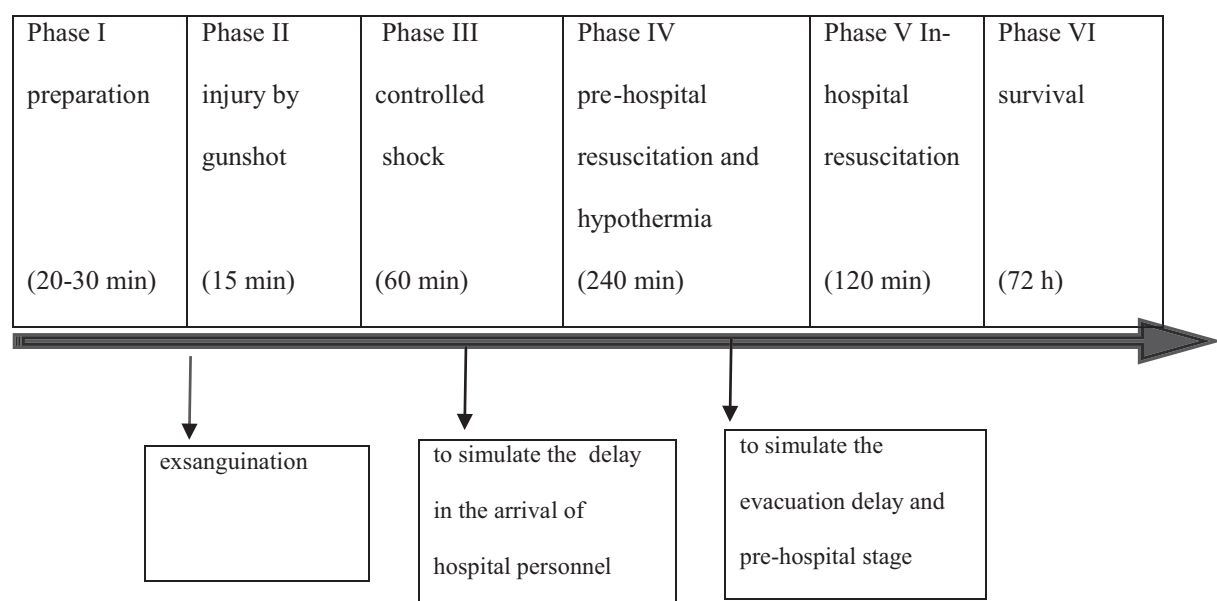 Phase I
preparation
(20-30 min)
Phase II
injury by
gunshot
(15 min)
Phase III
controlled
shock
(60 min)
Phase IV
pre-hospital
resuscitation and
hypothermia
(240 min)
Phase V In-
hospital
resuscitation
(120 min)
Phase VI
survival
(72 h)
exsanguination
to simulate the delay
in the arrival of
hospital personnel
to simulate the
evacuation delay and
pre-hospital stage